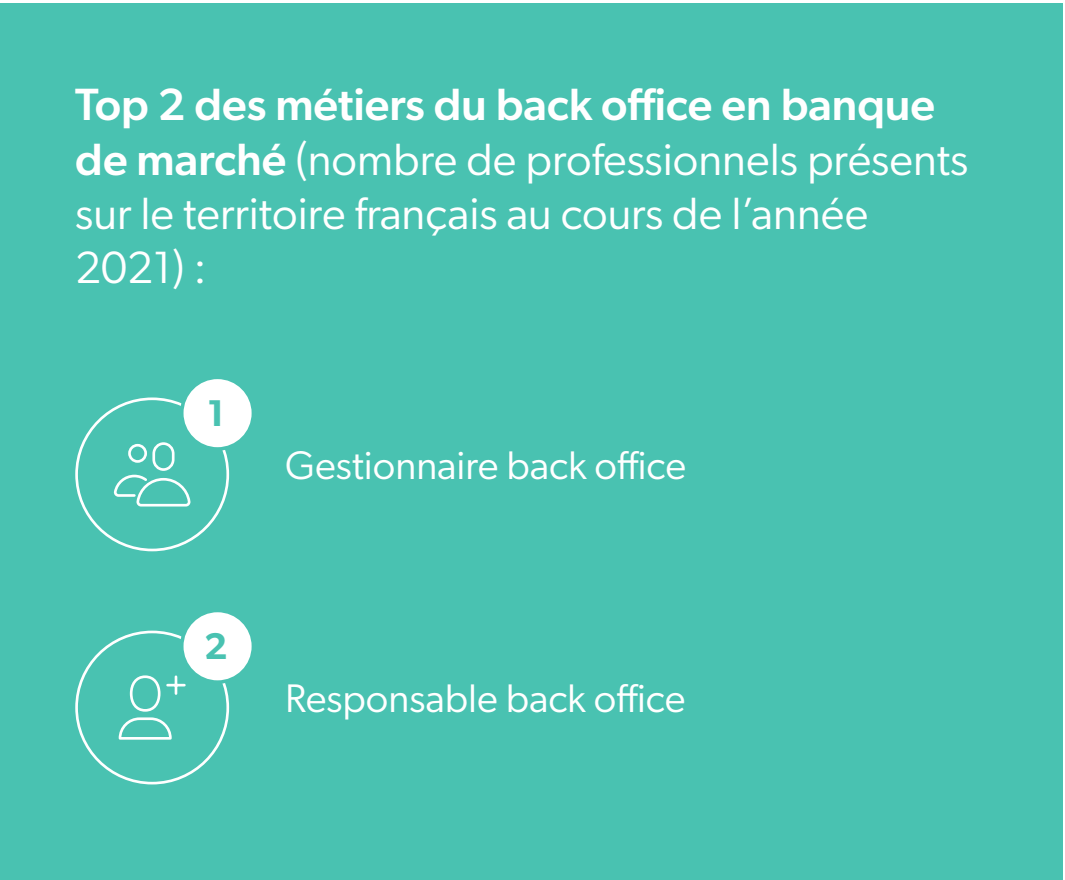 Top 2 des métiers du back office en banque
de marché (nombre de professionnels présents
sur le territoire français au cours de l’année
2021) :
1
Gestionnaire back office
2
Responsable back office